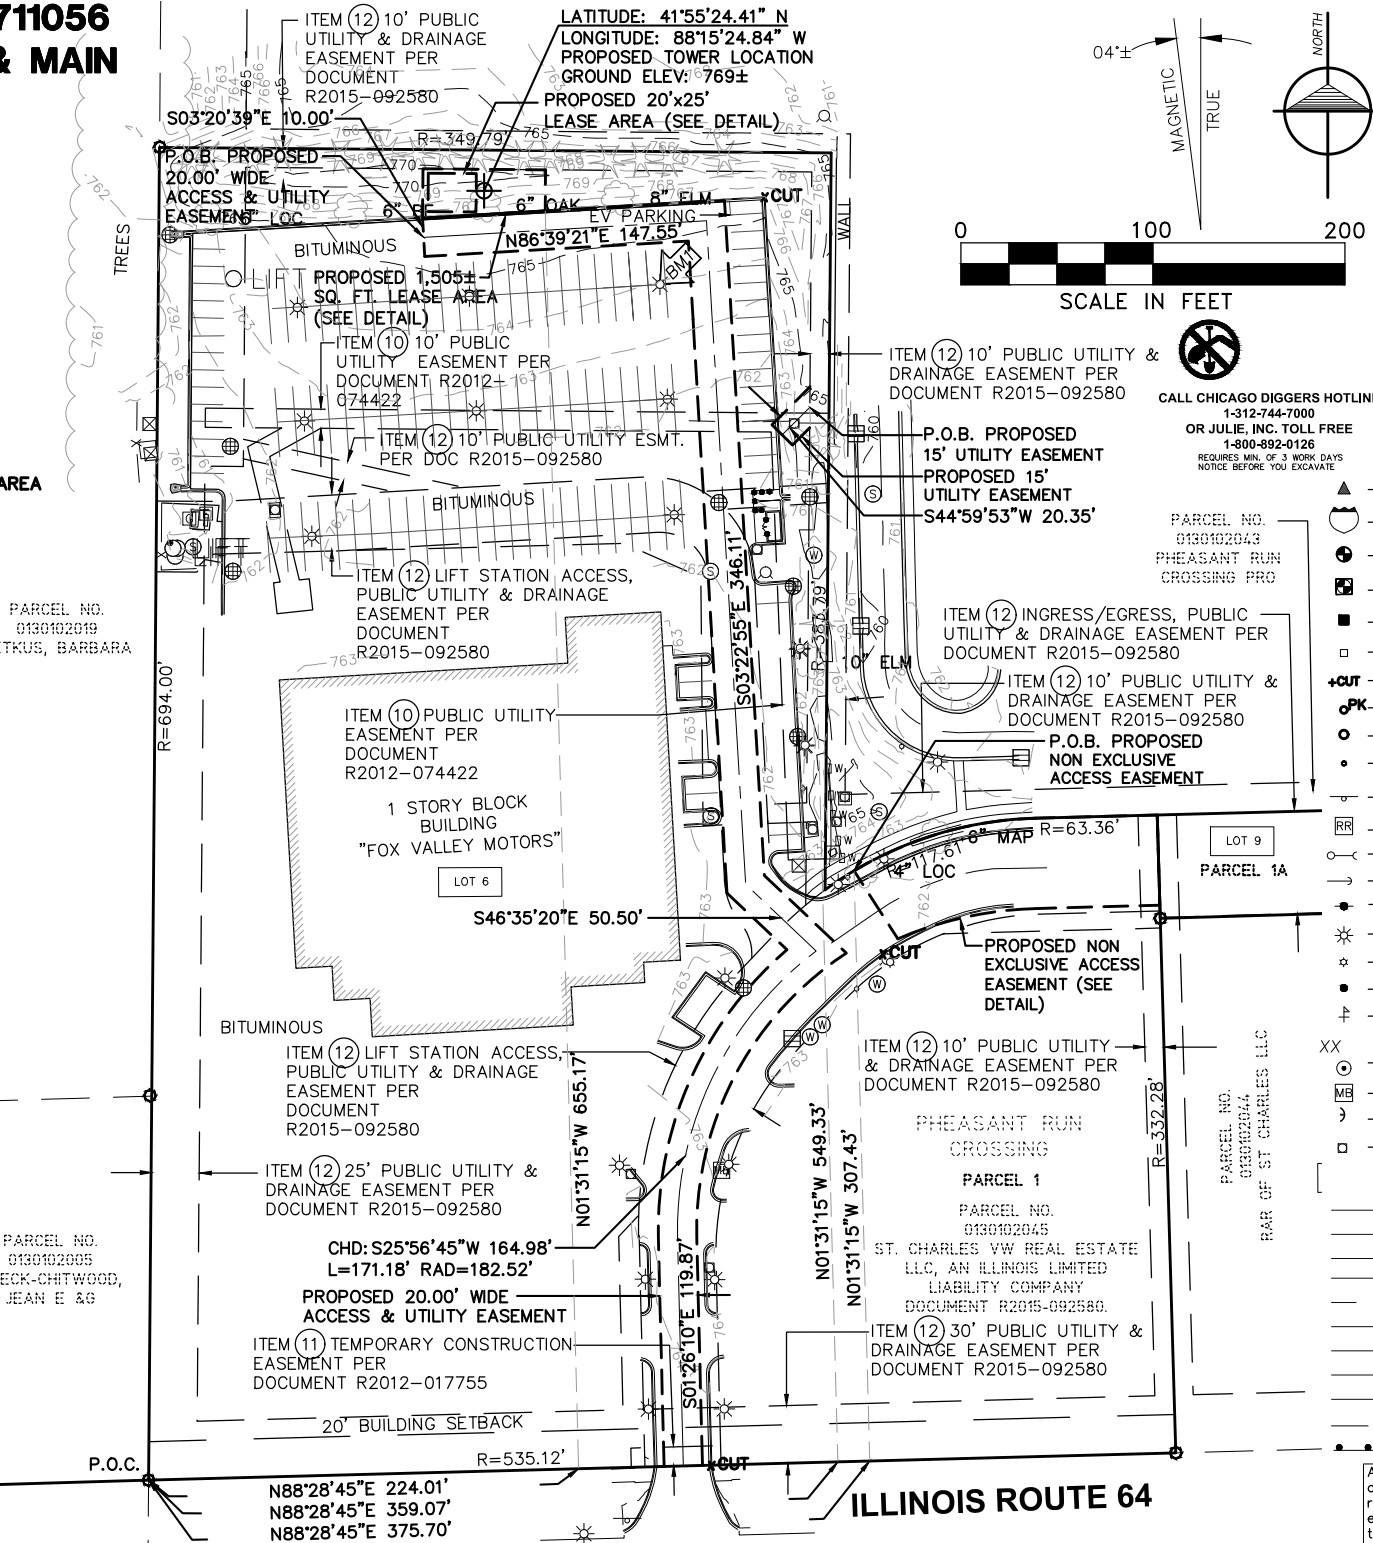 711056
& MAIN
ITEM 12 10' PUBLIC
UTILITY & DRAINAGE
EASEMENT PER
DOCUMENT
R2015-092580
LATITUDE: 41°55'24.41" N
LONGITUDE: 88°15'24.84" W
PROPOSED TOWER LOCATION
GROUND ELEV: 769±
PROPOSED 20'x25'
LEASE AREA (SEE DETAIL)
S03°20'39"E 10.00'
R=349.79'
P.O.B. PROPOSED
20.00' WIDE
ACCESS & UTILITY
EASEMENT
04°±
MAGNETIC
TRUE
NORTH
0 100 200
SCALE IN FEET
CALL CHICAGO DIGGERS HOTLINE
1-312-744-7000
OR JULIE, INC. TOLL FREE
1-800-892-0126
REQUIRES MIN. OF 3 WORK DAYS
NOTICE BEFORE YOU EXCAVATE
TREES
LOC
6" OAK
8" ELM
CUT
EV PARKING
WALL
BITUMINOUS
N86°39'21"E 147.55'
BM1
LIFT
PROPOSED 1,505±
SQ. FT. LEASE AREA
(SEE DETAIL)
ITEM 10 10' PUBLIC
UTILITY EASEMENT PER
DOCUMENT R2012-
074422
ITEM 12 10' PUBLIC UTILITY ESMT.
PER DOC R2015-092580
BITUMINOUS
ITEM 12 10' PUBLIC UTILITY &
DRAINAGE EASEMENT PER
DOCUMENT R2015-092580
P.O.B. PROPOSED
15' UTILITY EASEMENT
PROPOSED 15'
UTILITY EASEMENT
S44°59'53"W 20.35'
AREA
PARCEL NO.
0130102043
PHEASANT RUN
CROSSING PRO
ITEM 12 LIFT STATION ACCESS,
PUBLIC UTILITY & DRAINAGE
EASEMENT PER
DOCUMENT
R2015-092580
PARCEL NO.
0130102019
ETKUS, BARBARA
R=694.00'
S03°22'55"E 346.11'
R=383.79'
10" ELM
ITEM 12 INGRESS/EGRESS, PUBLIC
UTILITY & DRAINAGE EASEMENT PER
DOCUMENT R2015-092580
ITEM 12 10' PUBLIC UTILITY &
DRAINAGE EASEMENT PER
DOCUMENT R2015-092580
P.O.B. PROPOSED
NON EXCLUSIVE
ACCESS EASEMENT
+CUT
PK
RR
MB
XX
ITEM 10 PUBLIC UTILITY
EASEMENT PER
DOCUMENT
R2012-074422
1 STORY BLOCK
BUILDING
"FOX VALLEY MOTORS"
LOT 6
R=117.61'
6" MAP
R=63.36'
4" LOC
LOT 9
PARCEL 1A
S46°35'20"E 50.50'
CUT
PROPOSED NON
EXCLUSIVE ACCESS
EASEMENT (SEE
DETAIL)
BITUMINOUS
ITEM 12 LIFT STATION ACCESS,
PUBLIC UTILITY & DRAINAGE
EASEMENT PER
DOCUMENT
R2015-092580
ITEM 12 10' PUBLIC UTILITY
& DRAINAGE EASEMENT PER
DOCUMENT R2015-092580
N01°31'15"W 655.17'
N01°31'15"W 549.33'
N01°31'15"W 307.43'
R=332.28'
PARCEL NO.
0130102044
RAR OF ST CHARLES LLC
PHEASANT RUN
CROSSING
PARCEL 1
PARCEL NO.
0130102045
ST. CHARLES VW REAL ESTATE
LLC, AN ILLINOIS LIMITED
LIABILITY COMPANY
DOCUMENT R2015-092580.
ITEM 12 25' PUBLIC UTILITY &
DRAINAGE EASEMENT PER
DOCUMENT R2015-092580
PARCEL NO.
0130102005
ECK-CHITWOOD,
JEAN E &G
CHD: S25°56'45"W 164.98'
L=171.18' RAD=182.52'
PROPOSED 20.00' WIDE
ACCESS & UTILITY EASEMENT
S01°26'10"E 119.87'
ITEM 11 TEMPORARY CONSTRUCTION
EASEMENT PER
DOCUMENT R2012-017755
ITEM 12 30' PUBLIC UTILITY &
DRAINAGE EASEMENT PER
DOCUMENT R2015-092580
20' BUILDING SETBACK
R=535.12'
P.O.C.
CUT
N88°28'45"E 224.01'
N88°28'45"E 359.07'
N88°28'45"E 375.70'
ILLINOIS ROUTE 64